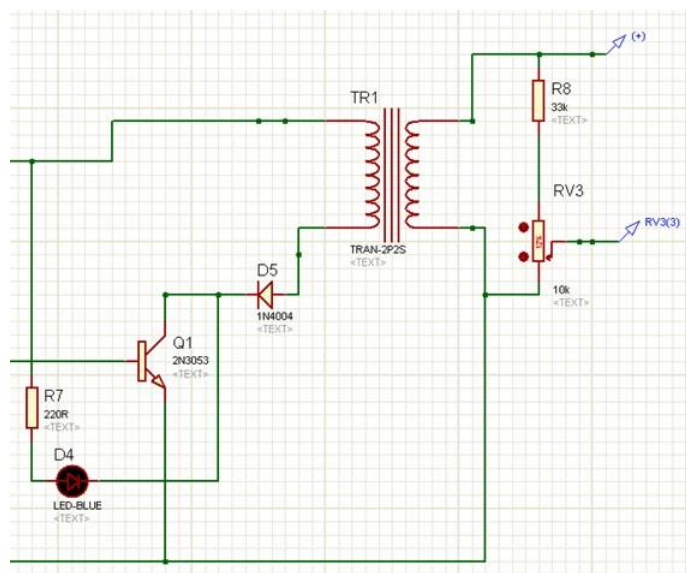 (+)
TR1
R8
33k
<TEXT>
RV3
RV3(3)
TRAN-2P2S
<TEXT>
D5
1N4004
<TEXT>
10k
<TEXT>
Q1
2N3053
<TEXT>
R7
220R
<TEXT>
D4
LED-BLUE
<TEXT>